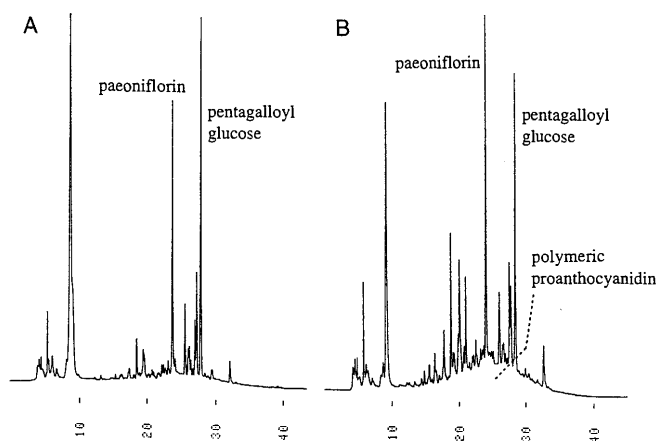 A
B
paeoniflorin
pentagalloyl
glucose
paeoniflorin
pentagalloyl
glucose
polymeric
proanthocyanidin
10
20
30
40
10
20
30
40